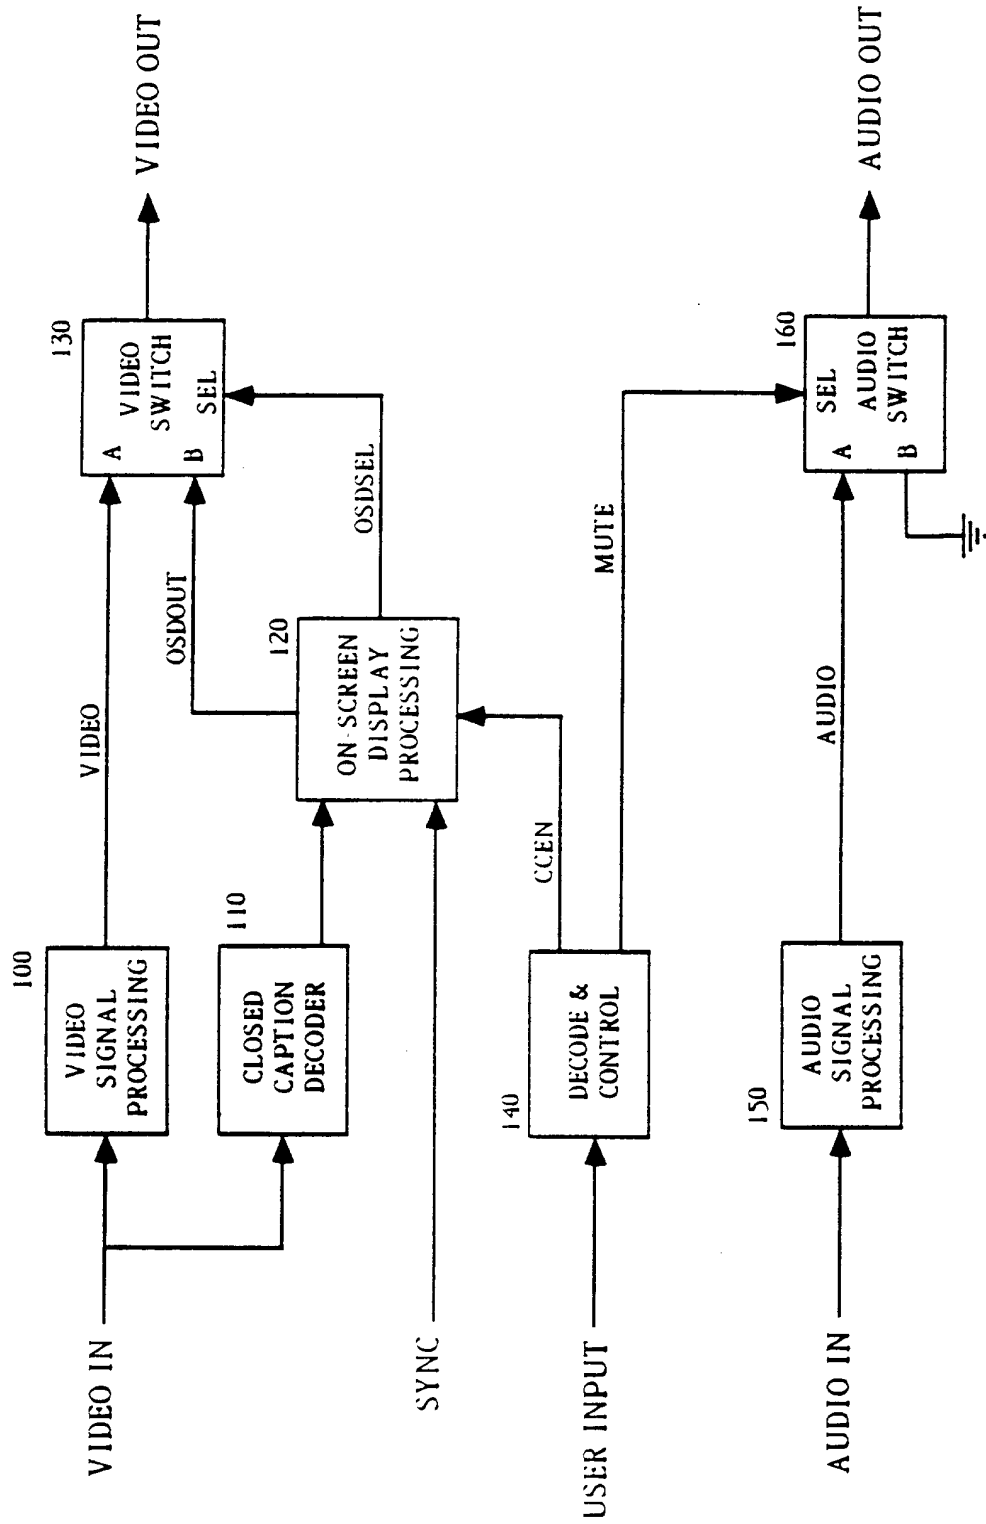 VIDEO IN
100
VIDEO
SIGNAL
PROCESSING
VIDEO
130
A
VIDEO
SWITCH
B
SEL
VIDEO OUT
110
CLOSED
CAPTION
DECODER
OSDOUT
120
ON-SCREEN
DISPLAY
PROCESSING
OSDSEL
SYNC
USER INPUT
140
DECODE &
CONTROL
CCEN
MUTE
AUDIO IN
150
AUDIO
SIGNAL
PROCESSING
AUDIO
160
SEL
A
AUDIO
SWITCH
B
AUDIO OUT